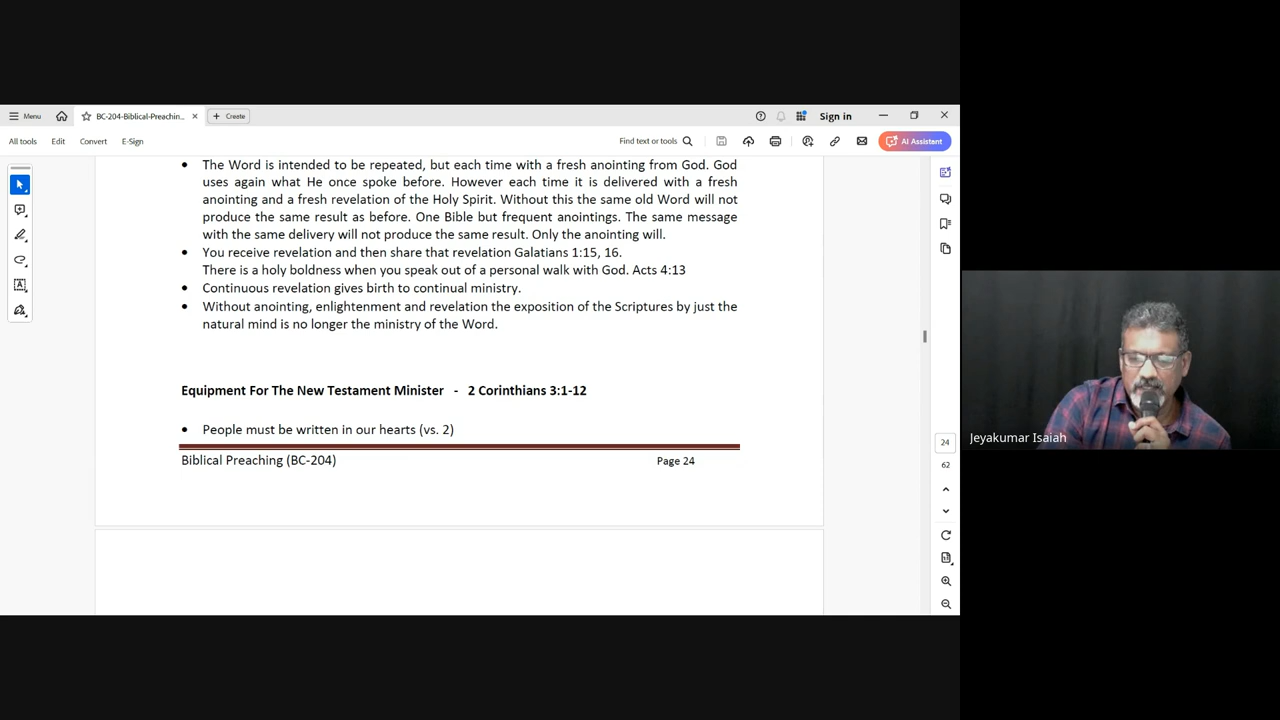 Menu
BC-204-Biblical-Preachin...
Create
Sign in
All tools
Edit
Convert
E-Sign
Find text or tools
AI Assistant
• The Word is intended to be repeated, but each time with a fresh anointing from God. God
uses again what He once spoke before. However each time it is delivered with a fresh
anointing and a fresh revelation of the Holy Spirit. Without this the same old Word will not
produce the same result as before. One Bible but frequent anointings. The same message
with the same delivery will not produce the same result. Only the anointing will.
• You receive revelation and then share that revelation Galatians 1:15, 16.
There is a holy boldness when you speak out of a personal walk with God. Acts 4:13
• Continuous revelation gives birth to continual ministry.
• Without anointing, enlightenment and revelation the exposition of the Scriptures by just the
natural mind is no longer the ministry of the Word.
Equipment For The New Testament Minister - 2 Corinthians 3:1-12
• People must be written in our hearts (vs. 2)
Biblical Preaching (BC-204) Page 24
24
62
Jeyakumar Isaiah